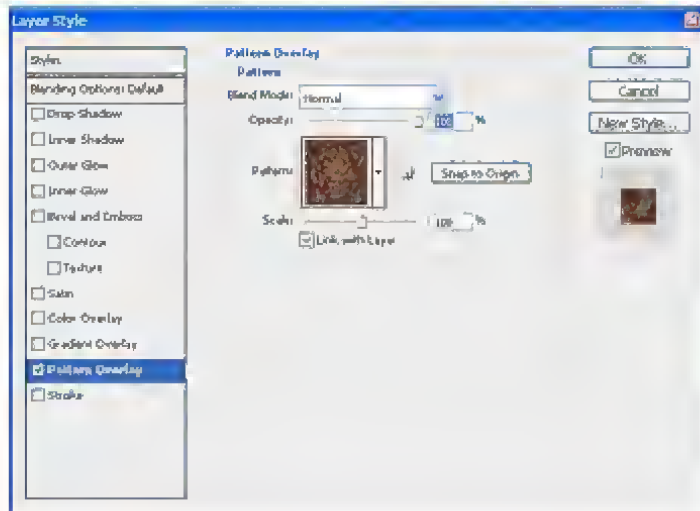 Layer Style
Styles
Blending Options: Default
Drop Shadow
Inner Shadow
Outer Glow
Inner Glow
Bevel and Emboss
Contour
Texture
Satin
Color Overlay
Gradient Overlay
Pattern Overlay
Stroke
Pattern Overlay
Pattern
Blend Mode: Normal
Opacity: 100 %
Pattern: Snap to Origin
Scale: 100 %
Link with Layer
OK
Cancel
New Style...
Preview